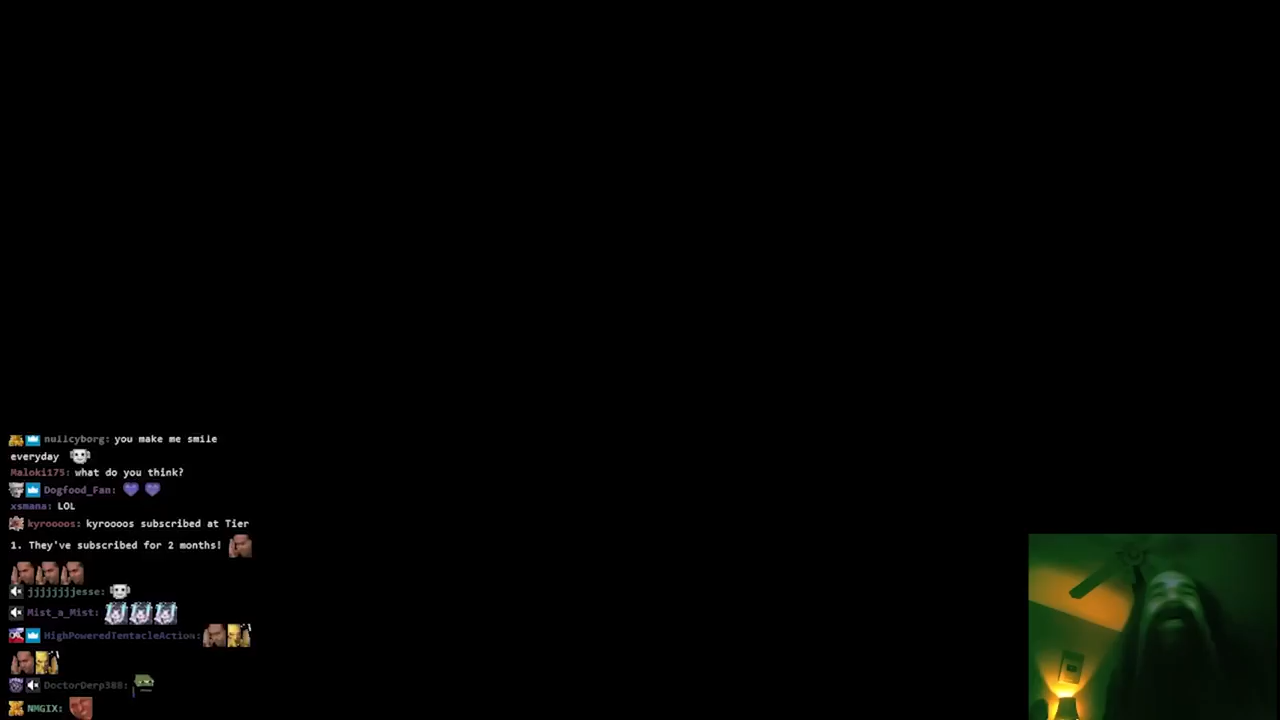 nullcyborg: you make me smile
everyday
Maloki175: what do you think?
Dogfood_Fan:
xsmana: LOL
kyroooos: kyroooos subscribed at Tier
1. They've subscribed for 2 months!
jjjjjjjjesse:
Mist_a_Mist:
HighPoweredTentacleAction:
DoctorDerp388:
NMGIX: